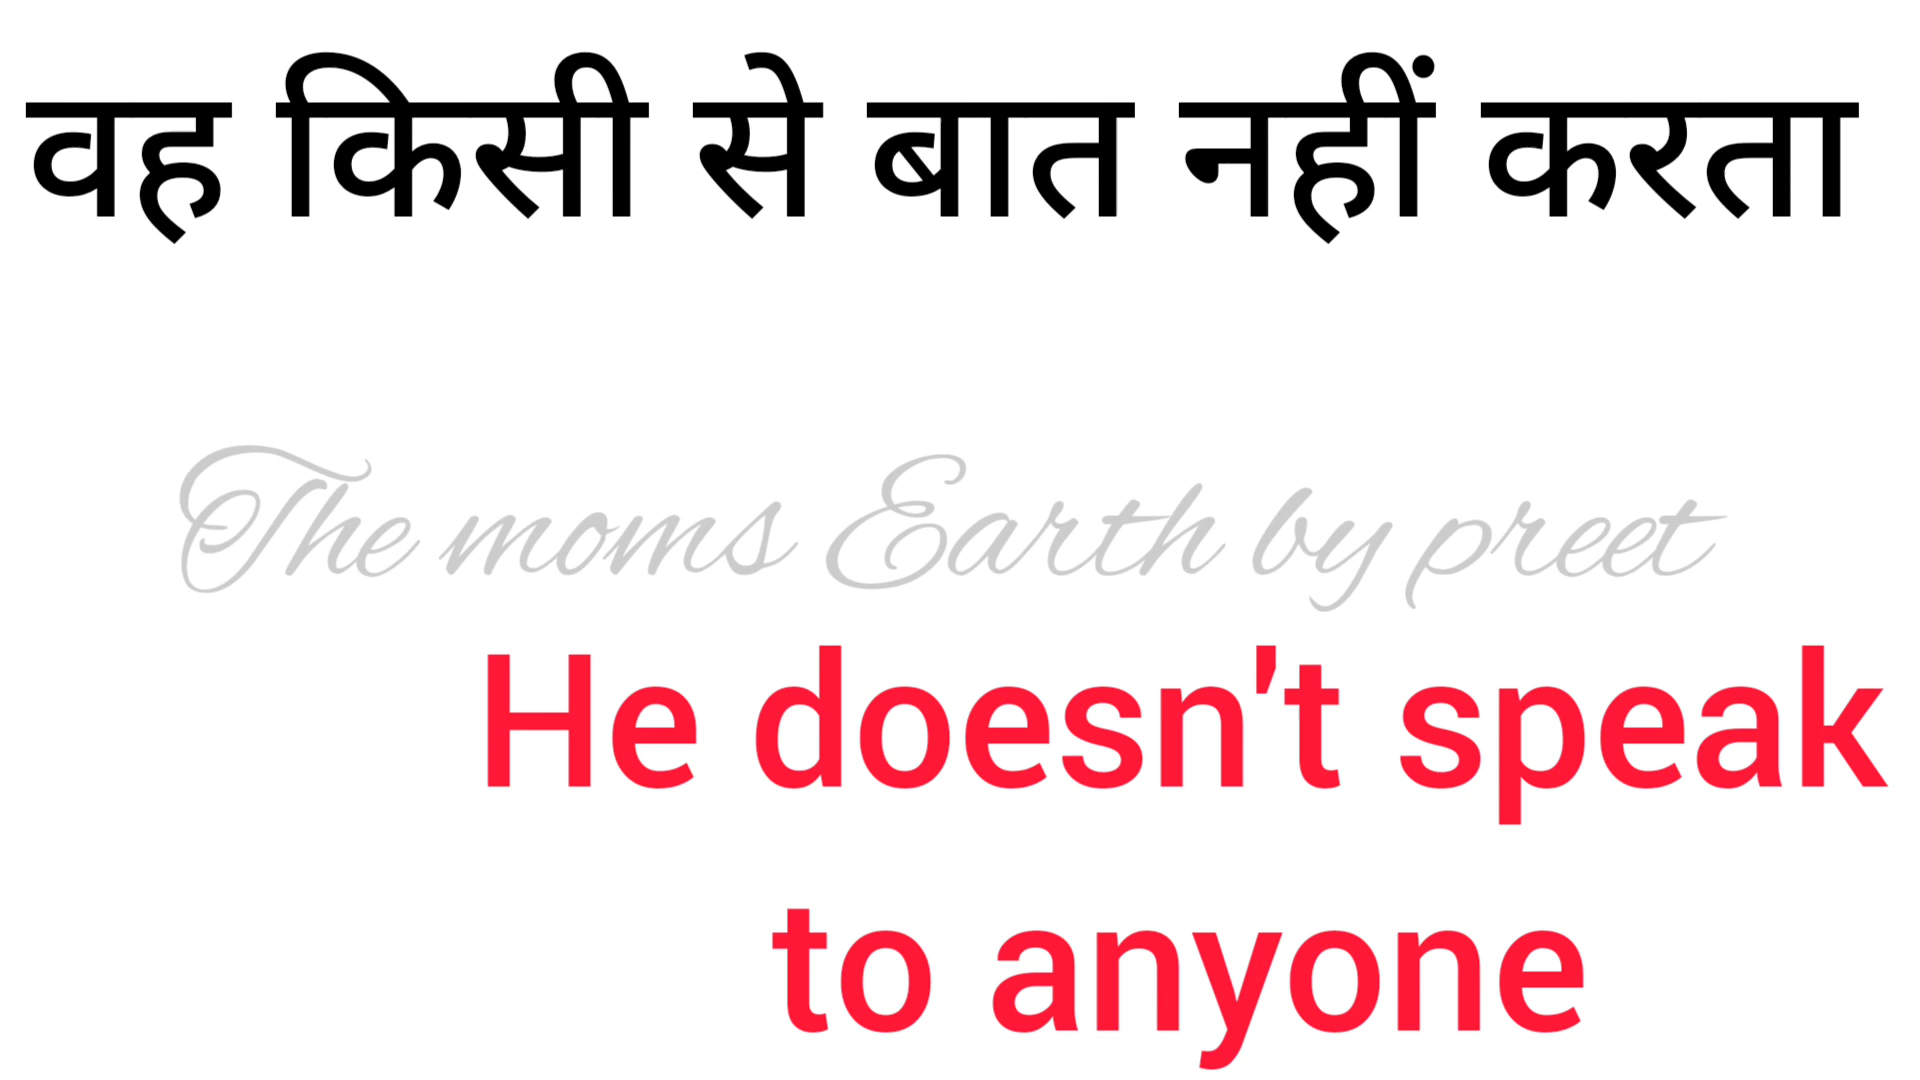 वह किसी से बात नहीं करता
The moms Earth by preet
He doesn't speak
to anyone